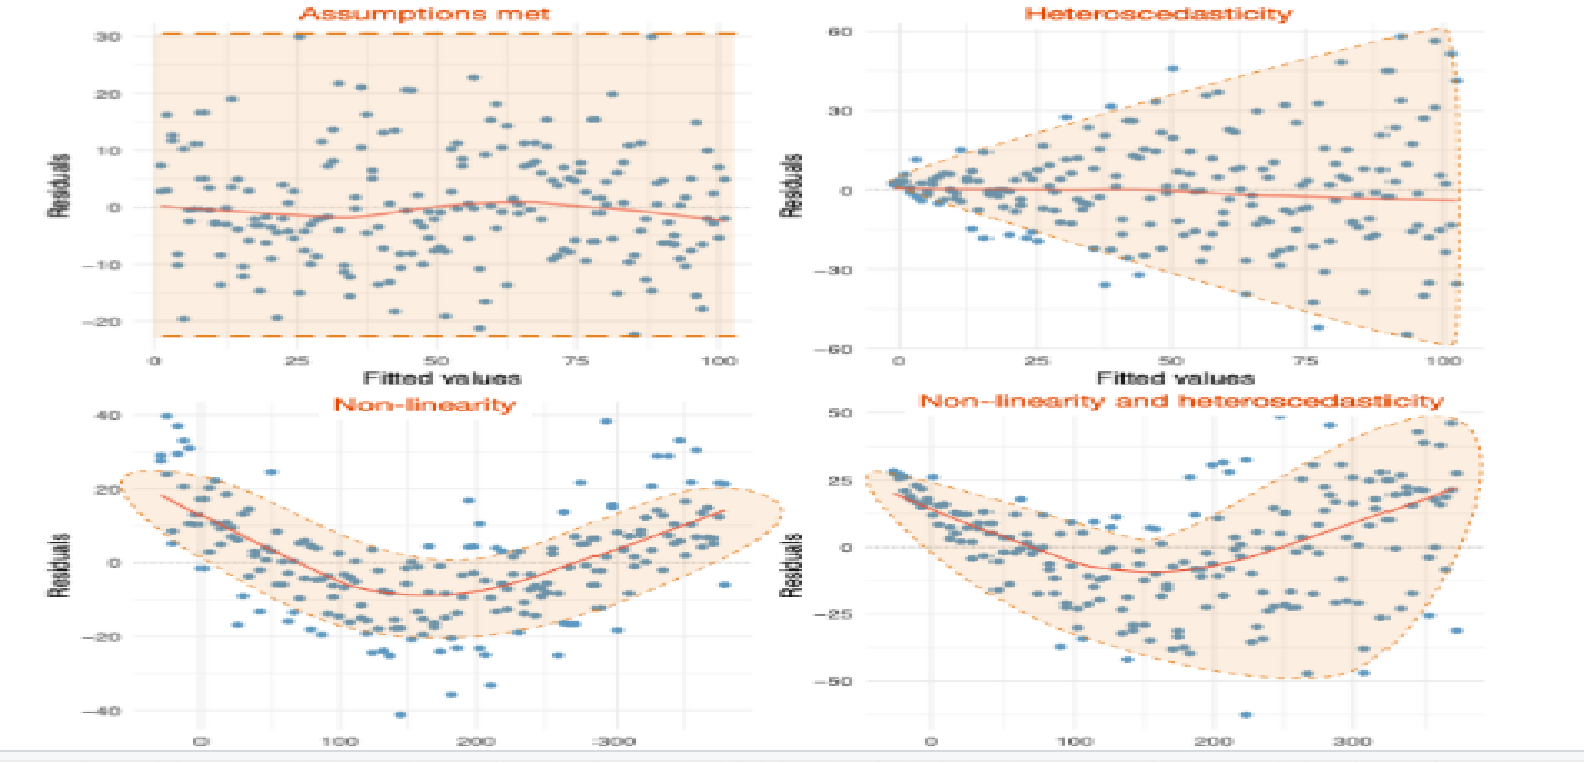 Assumptions met
Heteroscedasticity
Residuals
30
20
10
0
-10
-20
0 25 50 75 100
Fitted values
Residuals
60
30
0
-30
-60
0 25 50 75 100
Fitted values
Non-linearity
Non-linearity and heteroscedasticity
Residuals
40
20
0
-20
-40
0 100 200 300
Residuals
50
25
0
-25
-50
0 100 200 300